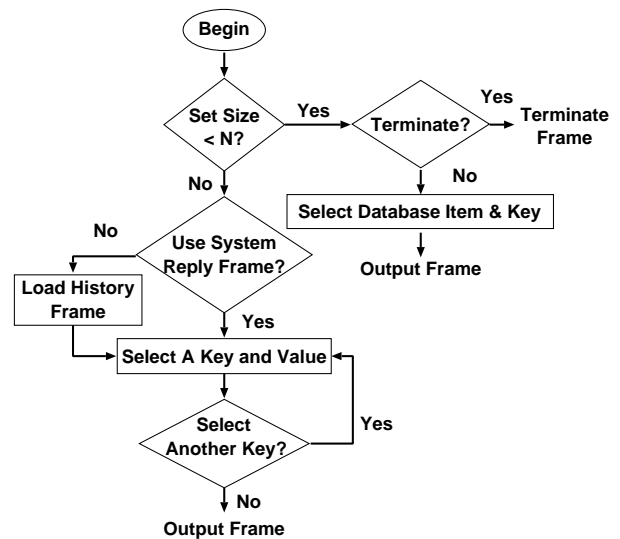 Begin
Set Size
< N?
Yes
Terminate?
Yes
Terminate
Frame
No
No
Select Database Item & Key
Output Frame
No
Use System
Reply Frame?
Load History
Frame
Yes
Select A Key and Value
Select
Another Key?
Yes
No
Output Frame